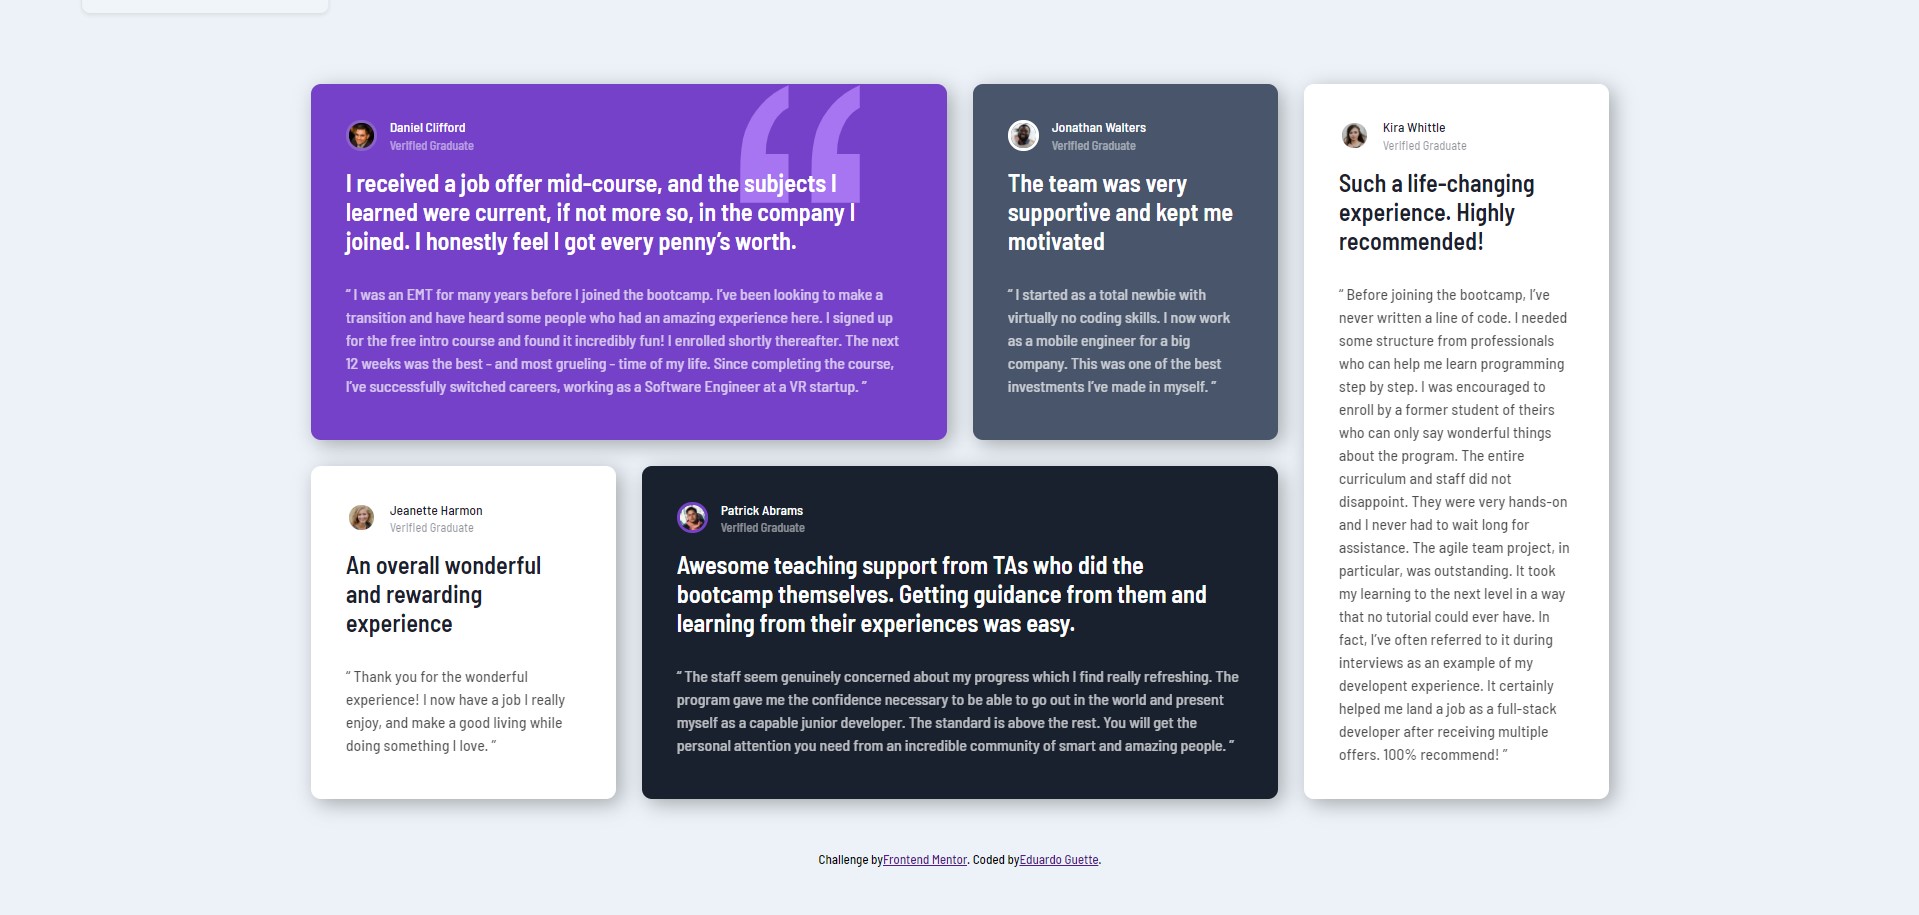 Daniel Clifford
Verified Graduate
I received a job offer mid-course, and the subjects I
learned were current, if not more so, in the company I
joined. I honestly feel I got every penny’s worth.
“ I was an EMT for many years before I joined the bootcamp. I’ve been looking to make a
transition and have heard some people who had an amazing experience here. I signed up
for the free intro course and found it incredibly fun! I enrolled shortly thereafter. The next
12 weeks was the best - and most grueling - time of my life. Since completing the course,
I’ve successfully switched careers, working as a Software Engineer at a VR startup. ”
Jonathan Walters
Verified Graduate
The team was very
supportive and kept me
motivated
“ I started as a total newbie with
virtually no coding skills. I now work
as a mobile engineer for a big
company. This was one of the best
investments I’ve made in myself. ”
Kira Whittle
Verified Graduate
Such a life-changing
experience. Highly
recommended!
“ Before joining the bootcamp, I’ve
never written a line of code. I needed
some structure from professionals
who can help me learn programming
step by step. I was encouraged to
enroll by a former student of theirs
who can only say wonderful things
about the program. The entire
curriculum and staff did not
disappoint. They were very hands-on
and I never had to wait long for
assistance. The agile team project, in
particular, was outstanding. It took
my learning to the next level in a way
that no tutorial could ever have. In
fact, I’ve often referred to it during
interviews as an example of my
developent experience. It certainly
helped me land a job as a full-stack
developer after receiving multiple
offers. 100% recommend! ”
Jeanette Harmon
Verified Graduate
An overall wonderful
and rewarding
experience
“ Thank you for the wonderful
experience! I now have a job I really
enjoy, and make a good living while
doing something I love. ”
Patrick Abrams
Verified Graduate
Awesome teaching support from TAs who did the
bootcamp themselves. Getting guidance from them and
learning from their experiences was easy.
“ The staff seem genuinely concerned about my progress which I find really refreshing. The
program gave me the confidence necessary to be able to go out in the world and present
myself as a capable junior developer. The standard is above the rest. You will get the
personal attention you need from an incredible community of smart and amazing people. ”
Challenge by Frontend Mentor. Coded by Eduardo Guette.